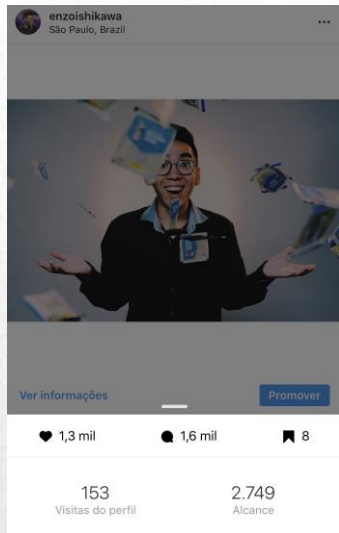 enzoishikawa
São Paulo, Brazil
Ver informações
Promover
1,3 mil
1,6 mil
8
153
2.749
Visitas do perfil
Alcance